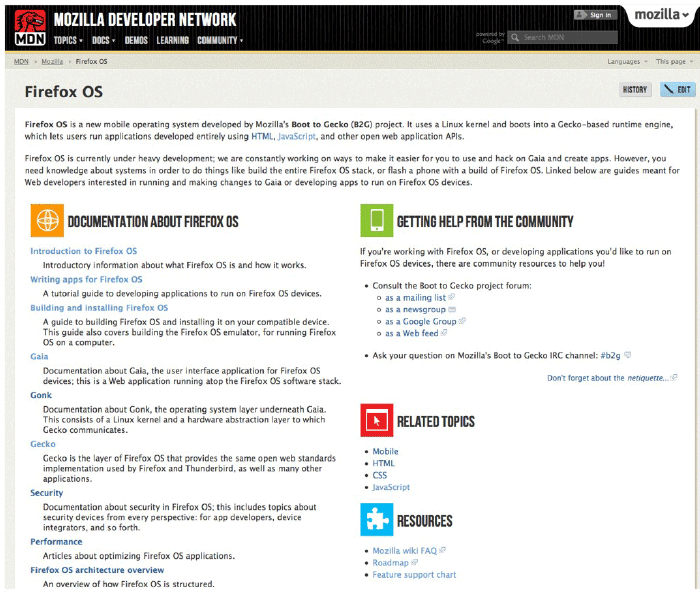 MOZILLA DEVELOPER NETWORK
Sign in
mozilla
MDN
TOPICS DOCS DEMOS LEARNING COMMUNITY
powered by
Google™
Search MDN
MDN Mozilla Firefox OS
Languages This page
Firefox OS
HISTORY
EDIT
Firefox OS is a new mobile operating system developed by Mozilla's Boot to Gecko (B2G) project. It uses a Linux kernel and boots into a Gecko-based runtime engine,
which lets users run applications developed entirely using HTML, JavaScript, and other open web application APIs.
Firefox OS is currently under heavy development; we are constantly working on ways to make it easier for you to use and hack on Gaia and create apps. However, you
need knowledge about systems in order to do things like build the entire Firefox OS stack, or flash a phone with a build of Firefox OS. Linked below are guides meant for
Web developers interested in running and making changes to Gaia or developing apps to run on Firefox OS devices.
DOCUMENTATION ABOUT FIREFOX OS
Introduction to Firefox OS
Introductory information about what Firefox OS is and how it works.
Writing apps for Firefox OS
A tutorial guide to developing applications to run on Firefox OS devices.
Building and installing Firefox OS
A guide to building Firefox OS and installing it on your compatible device.
This guide also covers building the Firefox OS emulator, for running Firefox
OS on a computer.
Gaia
Documentation about Gaia, the user interface application for Firefox OS
devices; this is a Web application running atop the Firefox OS software stack.
Gonk
Documentation about Gonk, the operating system layer underneath Gaia.
This consists of a Linux kernel and a hardware abstraction layer to which
Gecko communicates.
Gecko
Gecko is the layer of Firefox OS that provides the same open web standards
implementation used by Firefox and Thunderbird, as well as many other
applications.
Security
Documentation about security in Firefox OS; this includes topics about
security devices from every perspective: for app developers, device
integrators, and so forth.
Performance
Articles about optimizing Firefox OS applications.
Firefox OS architecture overview
An overview of how Firefox OS is structured.
GETTING HELP FROM THE COMMUNITY
If you're working with Firefox OS, or developing applications you'd like to run on
Firefox OS devices, there are community resources to help you!
• Consult the Boot to Gecko project forum:
as a mailing list
as a newsgroup
as a Google Group
as a Web feed
• Ask your question on Mozilla's Boot to Gecko IRC channel: #b2g
Don't forget about the netiquette...
RELATED TOPICS
• Mobile
• HTML
• CSS
• JavaScript
RESOURCES
• Mozilla wiki FAQ
• Roadmap
• Feature support chart